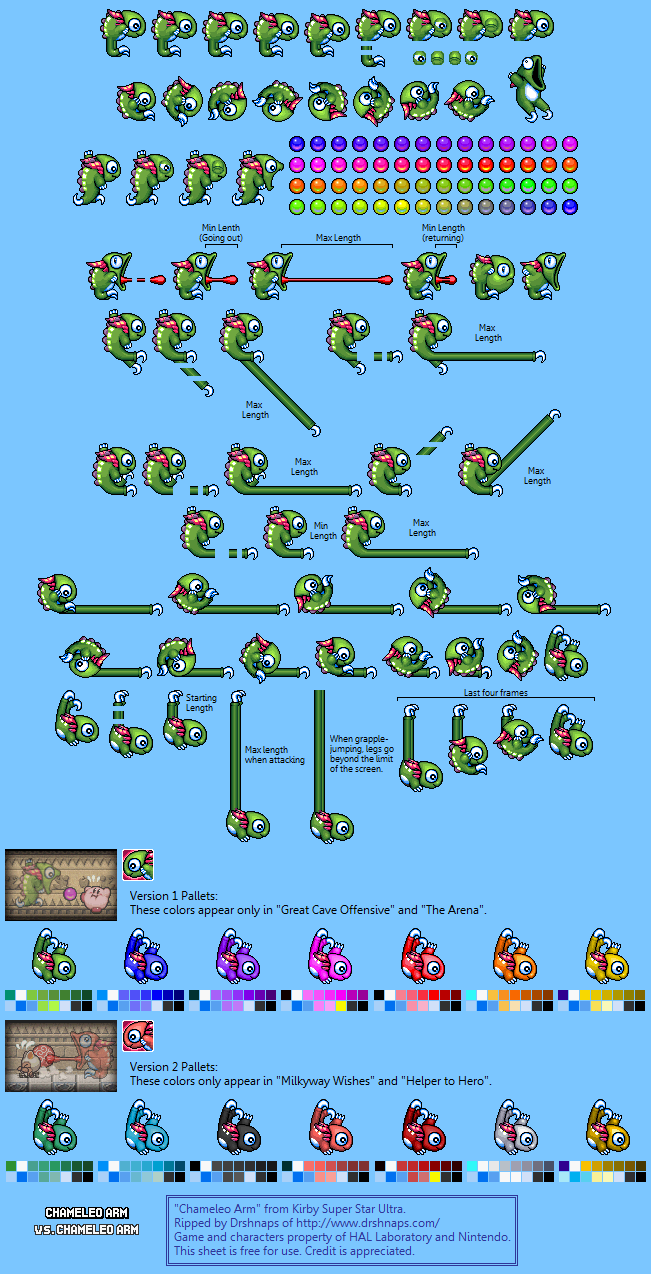 Min Lenth
(Going out)
Max Length
Min Length
(returning)
Max
Length
Max
Length
Max
Length
Max
Length
Min
Length
Max
Length
Starting
Length
Max length
when attacking
When grapple-
jumping, legs go
beyond the limit
of the screen.
Last four frames
Version 1 Pallets:
These colors appear only in "Great Cave Offensive" and "The Arena".
Version 2 Pallets:
These colors only appear in "Milkyway Wishes" and "Helper to Hero".
CHAMELEO ARM
VS. CHAMELEO ARM
"Chameleo Arm" from Kirby Super Star Ultra.
Ripped by Drshnaps of http://www.drshnaps.com/
Game and characters property of HAL Laboratory and Nintendo.
This sheet is free for use. Credit is appreciated.